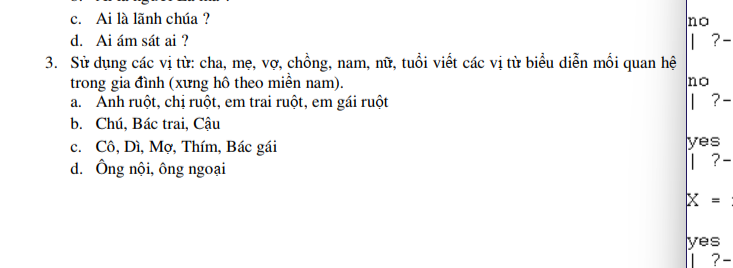 c. Ai là lãnh chúa ?
d. Ai ám sát ai ?
3. Sử dụng các vị từ: cha, mẹ, vợ, chồng, nam, nữ, tuổi viết các vị từ biểu diễn mối quan hệ
trong gia đình (xưng hô theo miền nam).
a. Anh ruột, chị ruột, em trai ruột, em gái ruột
b. Chú, Bác trai, Cậu
c. Cô, Dì, Mợ, Thím, Bác gái
d. Ông nội, ông ngoại
no
| ?-
no
| ?-
yes
| ?-
X =
yes
| ?-